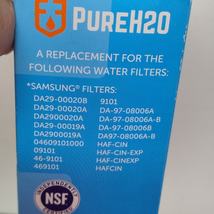 PUREH2O
A REPLACEMENT FOR THE
FOLLOWING WATER FILTERS:
*SAMSUNG® FILTERS:
DA29-00020B 9101
DA29-00020A DA-97-08006A
DA2900020A DA-97-08006A-B
DA29-00019A DA-97-08006B
DA2900019A DA97-08006A-B
04609101000 HAF-CIN
09101 HAF-CIN-EXP
46-9101 HAF-CINEXP
469101 HAFCIN
INDEPENDENTLY
NSF
CERTIFIED